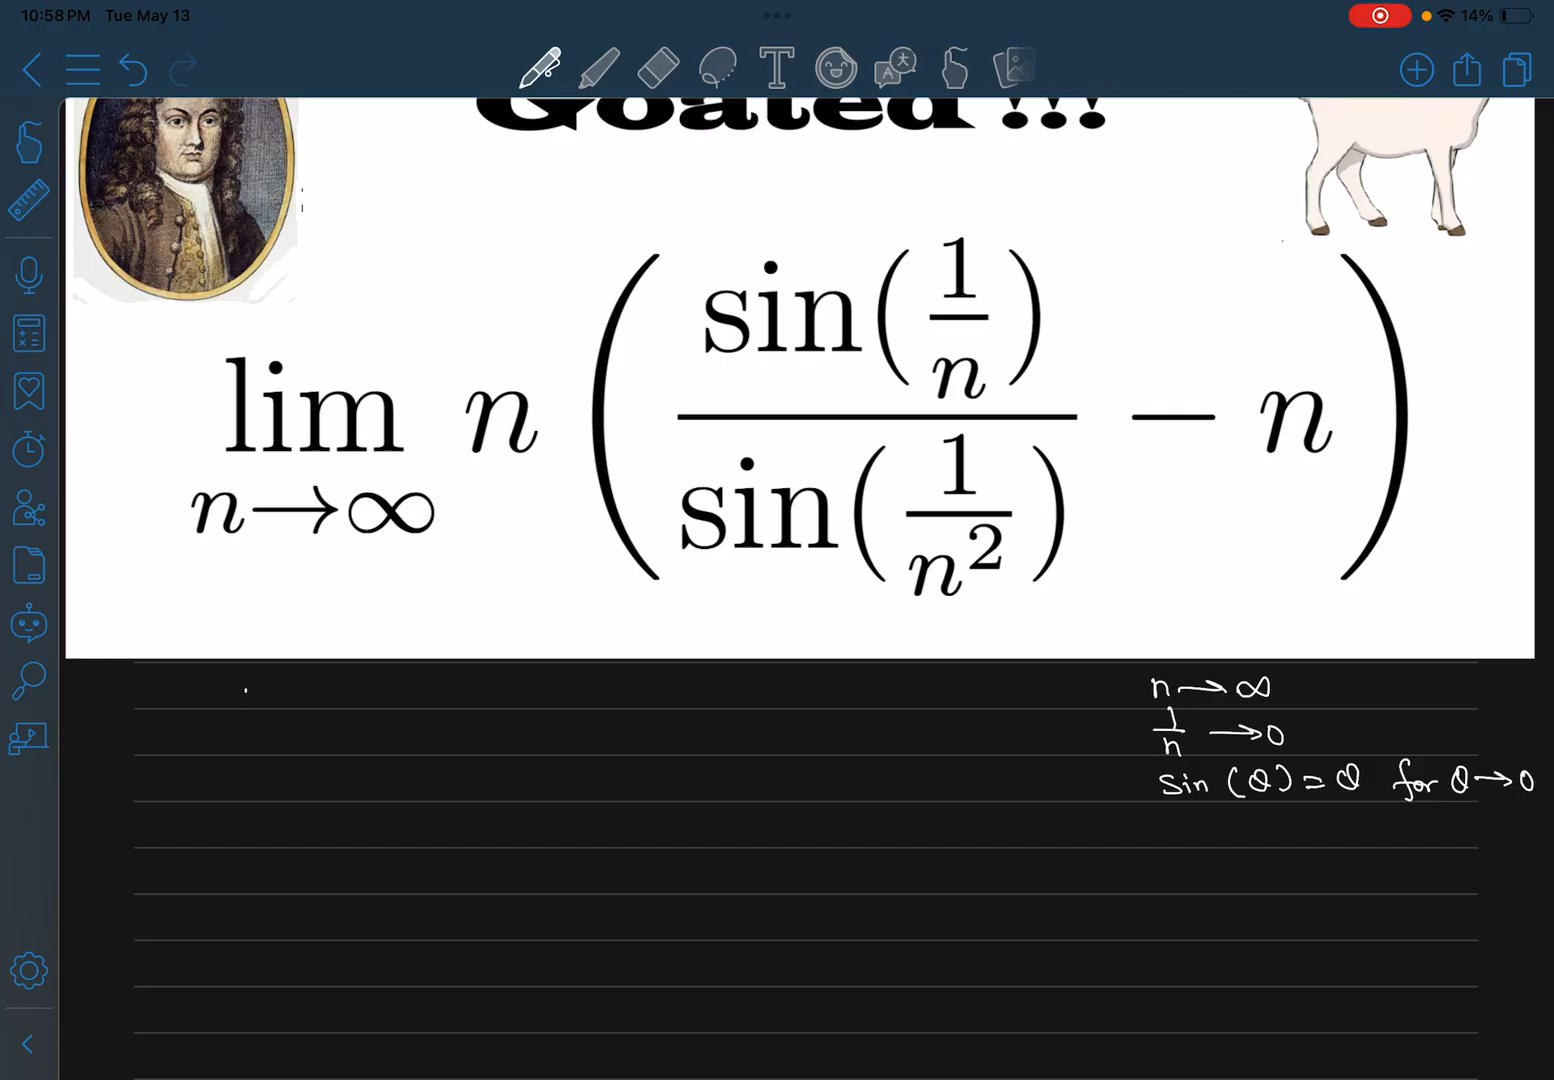 10:58 PM Tue May 13
14%
Goated !!!
lim n→∞ n ( sin(1/n) / sin(1/n²) − n )
n → ∞
1/n → 0
sin (θ) = θ for θ → 0